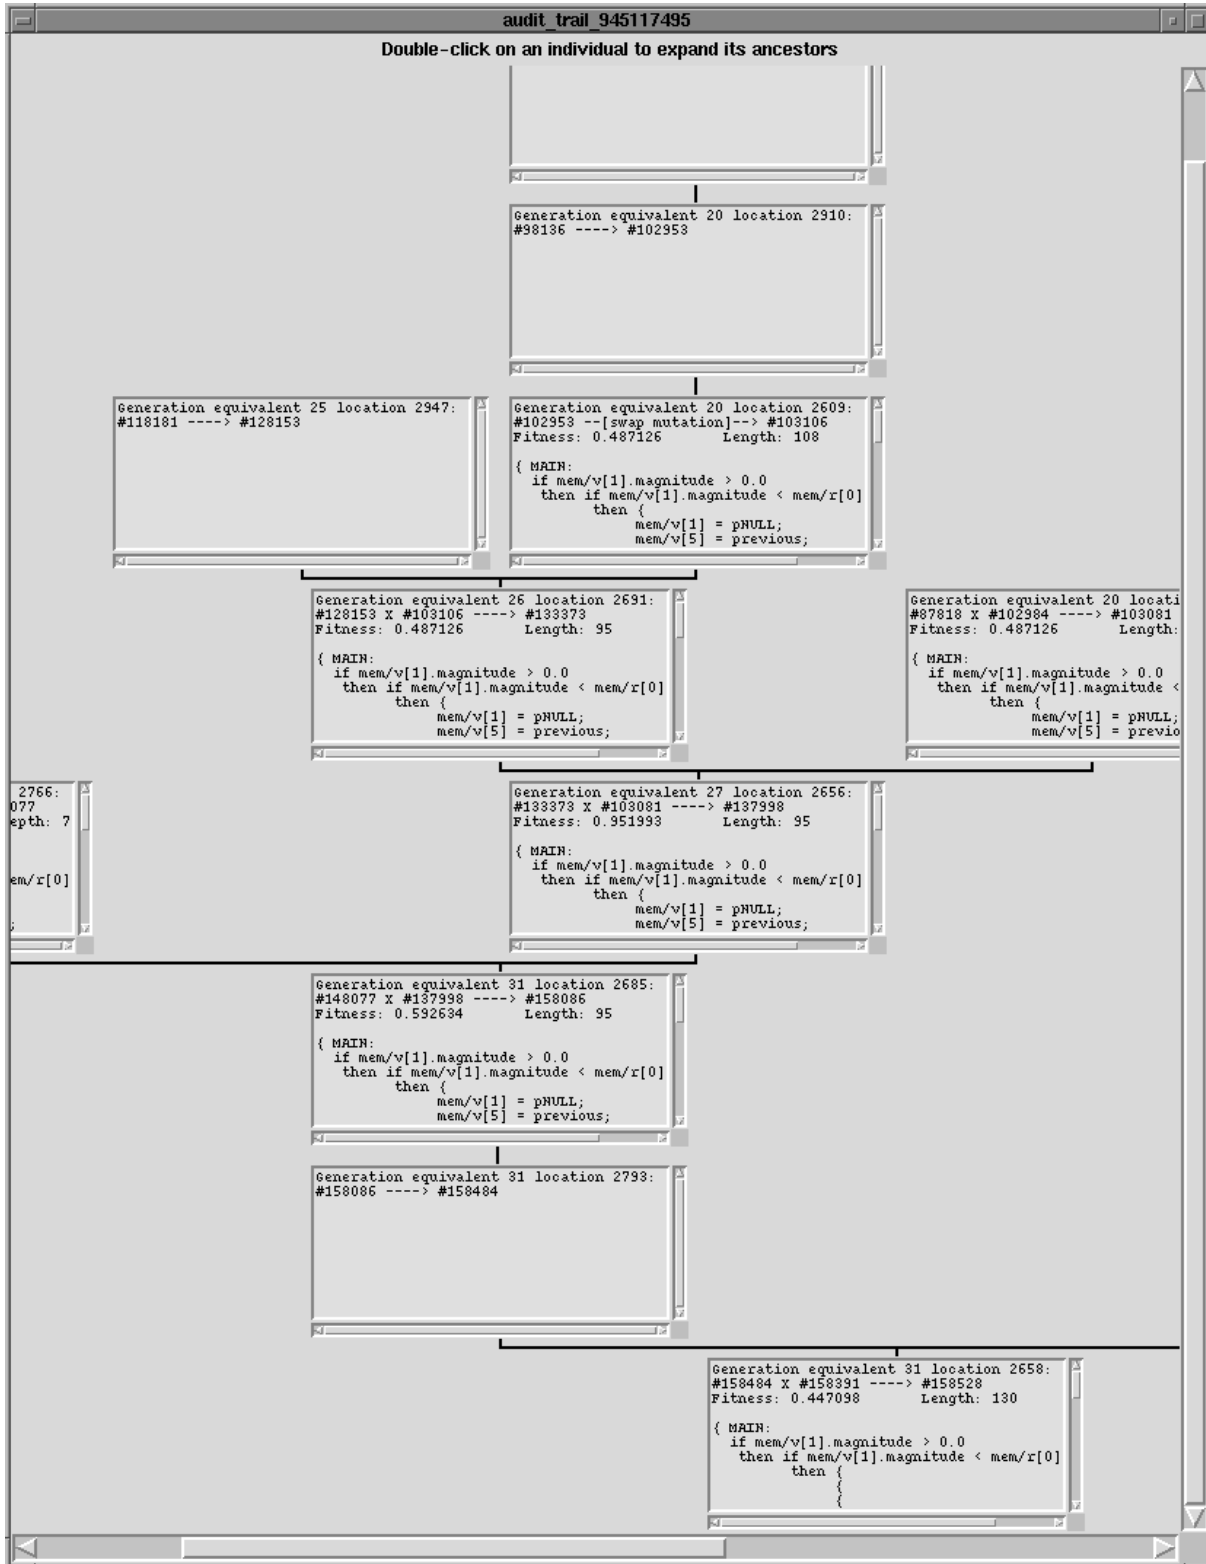 audit_trail_945117495
Double-click on an individual to expand its ancestors
Generation equivalent 20 location 2910:
#98136 ----> #102953
Generation equivalent 25 location 2947:
#118181 ----> #128153
Generation equivalent 20 location 2609:
#102953 --[swap mutation]--> #103106
Fitness: 0.487126 Length: 108
{ MAIN:
if mem/v[1].magnitude > 0.0
then if mem/v[1].magnitude < mem/r[0]
then {
mem/v[1] = pNULL;
mem/v[5] = previous;
Generation equivalent 26 location 2691:
#128153 X #103106 ----> #133373
Fitness: 0.487126 Length: 95
{ MAIN:
if mem/v[1].magnitude > 0.0
then if mem/v[1].magnitude < mem/r[0]
then {
mem/v[1] = pNULL;
mem/v[5] = previous;
Generation equivalent 20 locati
#87818 X #102984 ----> #103081
Fitness: 0.487126 Length:
{ MAIN:
if mem/v[1].magnitude > 0.0
then if mem/v[1].magnitude <
then {
mem/v[1] = pNULL;
mem/v[5] = previo
2766:
077
epth: 7
em/r[0]
;
Generation equivalent 27 location 2656:
#133373 X #103081 ----> #137998
Fitness: 0.951993 Length: 95
{ MAIN:
if mem/v[1].magnitude > 0.0
then if mem/v[1].magnitude < mem/r[0]
then {
mem/v[1] = pNULL;
mem/v[5] = previous;
Generation equivalent 31 location 2685:
#148077 X #137998 ----> #158086
Fitness: 0.592634 Length: 95
{ MAIN:
if mem/v[1].magnitude > 0.0
then if mem/v[1].magnitude < mem/r[0]
then {
mem/v[1] = pNULL;
mem/v[5] = previous;
Generation equivalent 31 location 2793:
#158086 ----> #158484
Generation equivalent 31 location 2658:
#158484 X #158391 ----> #158528
Fitness: 0.447098 Length: 130
{ MAIN:
if mem/v[1].magnitude > 0.0
then if mem/v[1].magnitude < mem/r[0]
then {
{
{